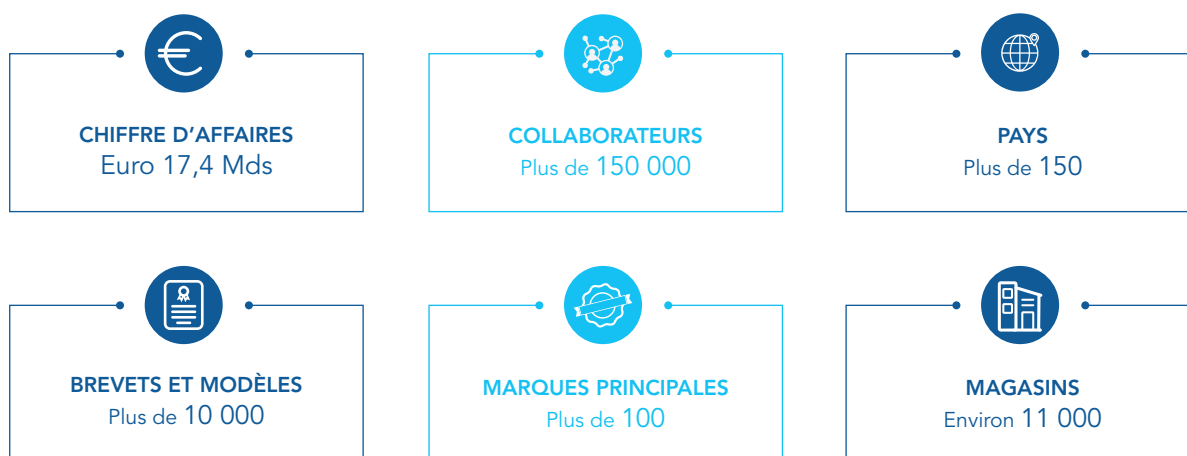 CHIFFRE D'AFFAIRES
Euro 17,4 Mds
COLLABORATEURS
Plus de 150 000
PAYS
Plus de 150
BREVETS ET MODÈLES
Plus de 10 000
MARQUES PRINCIPALES
Plus de 100
MAGASINS
Environ 11 000